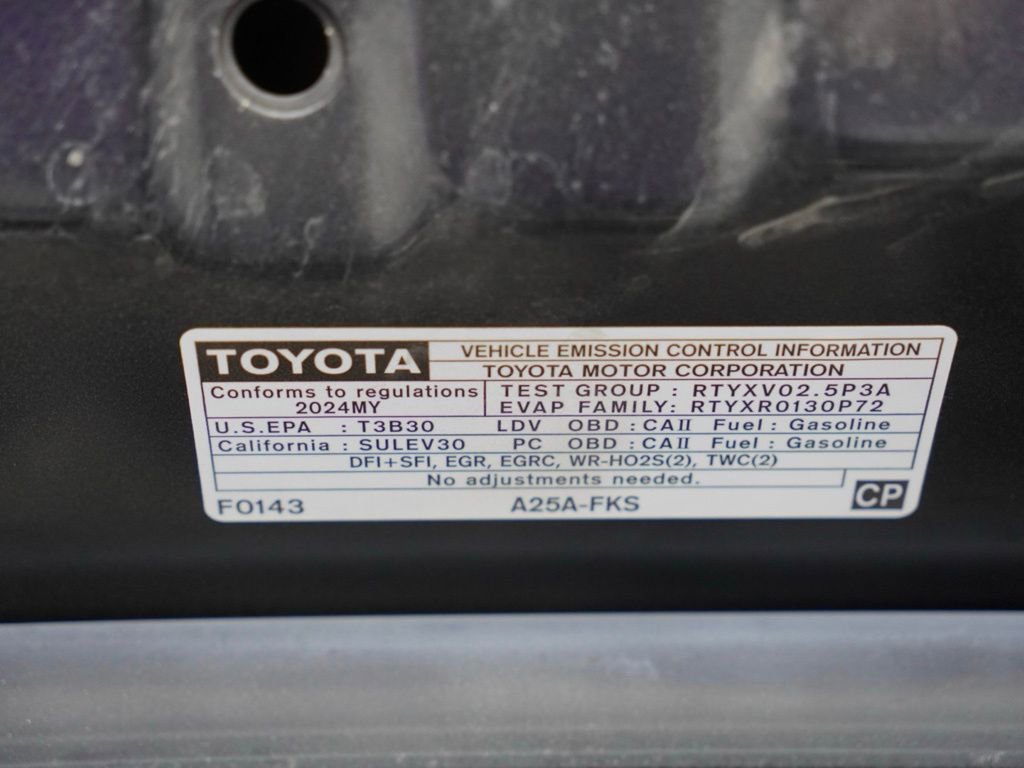 TOYOTA VEHICLE EMISSION CONTROL INFORMATION
TOYOTA MOTOR CORPORATION
Conforms to regulations
2024MY
TEST GROUP : RTYXV02.5P3A
EVAP FAMILY: RTYXR0130P72
U.S.EPA : T3B30 LDV OBD : CAII Fuel : Gasoline
California : SULEV30 PC OBD : CAII Fuel : Gasoline
DFI+SFI, EGR, EGRC, WR-HO2S(2), TWC(2)
No adjustments needed.
F0143 A25A-FKS CP